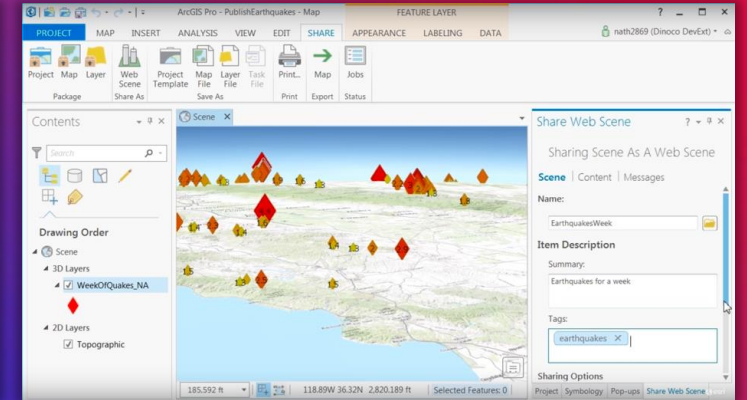 ArcGIS Pro - PublishEarthquakes - Map
FEATURE LAYER
PROJECT MAP INSERT ANALYSIS VIEW EDIT SHARE APPEARANCE LABELING DATA
nath2869 (Dinoco DevExt)
Project Map Layer
Web Scene
Project Template
Map File
Layer File
Task File
Print...
Map
Jobs
Package
Share As
Save As
Print
Export
Status
Contents
Search
Drawing Order
Scene
3D Layers
WeekOfQuakes_NA
2D Layers
Topographic
Scene
185.592 ft
118.89W 36.32N 2,820.189 ft
Selected Features: 0
Share Web Scene
Sharing Scene As A Web Scene
Scene | Content | Messages
Name:
EarthquakesWeek
Item Description
Summary:
Earthquakes for a week
Tags:
earthquakes
Sharing Options
Project Symbology Pop-ups Share Web Scene